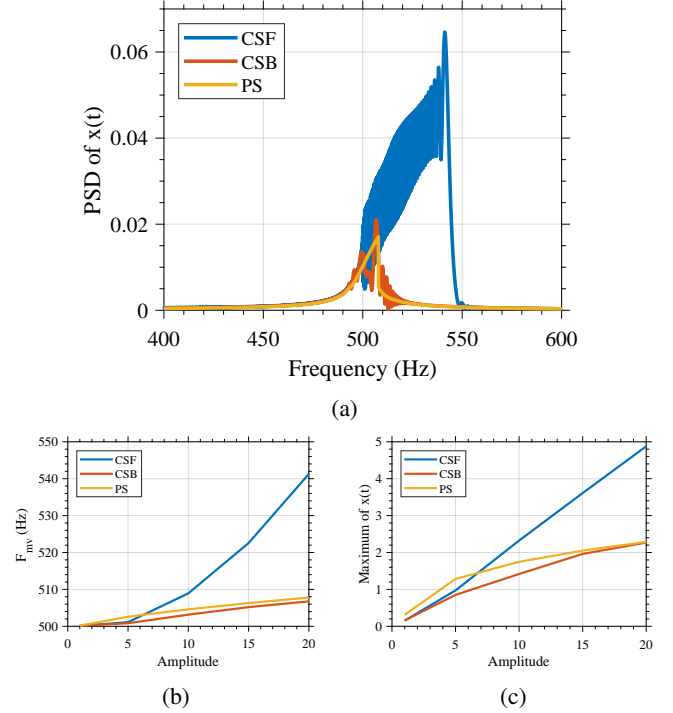 PSD of x(t)
0.06
0.04
0.02
0
CSF
CSB
PS
400 450 500 550 600
Frequency (Hz)
(a)
F_mv (Hz)
550
540
530
520
510
500
CSF
CSB
PS
0 5 10 15 20
Amplitude
(b)
Maximum of x(t)
5
4
3
2
1
0
CSF
CSB
PS
0 5 10 15 20
Amplitude
(c)